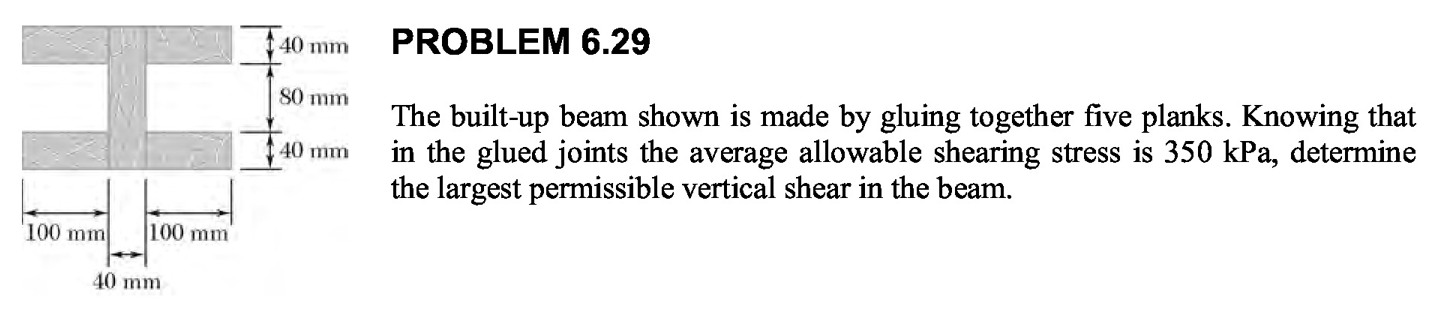 40 mm
80 mm
40 mm
100 mm
100 mm
40 mm
PROBLEM 6.29
The built-up beam shown is made by gluing together five planks. Knowing that
in the glued joints the average allowable shearing stress is 350 kPa, determine
the largest permissible vertical shear in the beam.